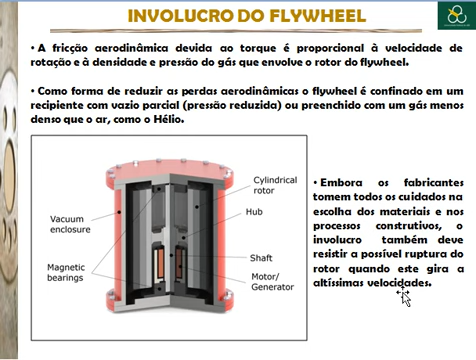 INVOLUCRO DO FLYWHEEL
• A fricção aerodinâmica devida ao torque é proporcional à velocidade de
rotação e à densidade e pressão do gás que envolve o rotor do flywheel.
• Como forma de reduzir as perdas aerodinâmicas o flywheel é confinado em um
recipiente com vazio parcial (pressão reduzida) ou preenchido com um gás menos
denso que o ar, como o Hélio.
Vacuum
enclosure
Magnetic
bearings
Cylindrical
rotor
Hub
Shaft
Motor/
Generator
• Embora os fabricantes
tomem todos os cuidados na
escolha dos materiais e nos
processos construtivos, o
involucro também deve
resistir a possível ruptura do
rotor quando este gira a
altíssimas velocidades.